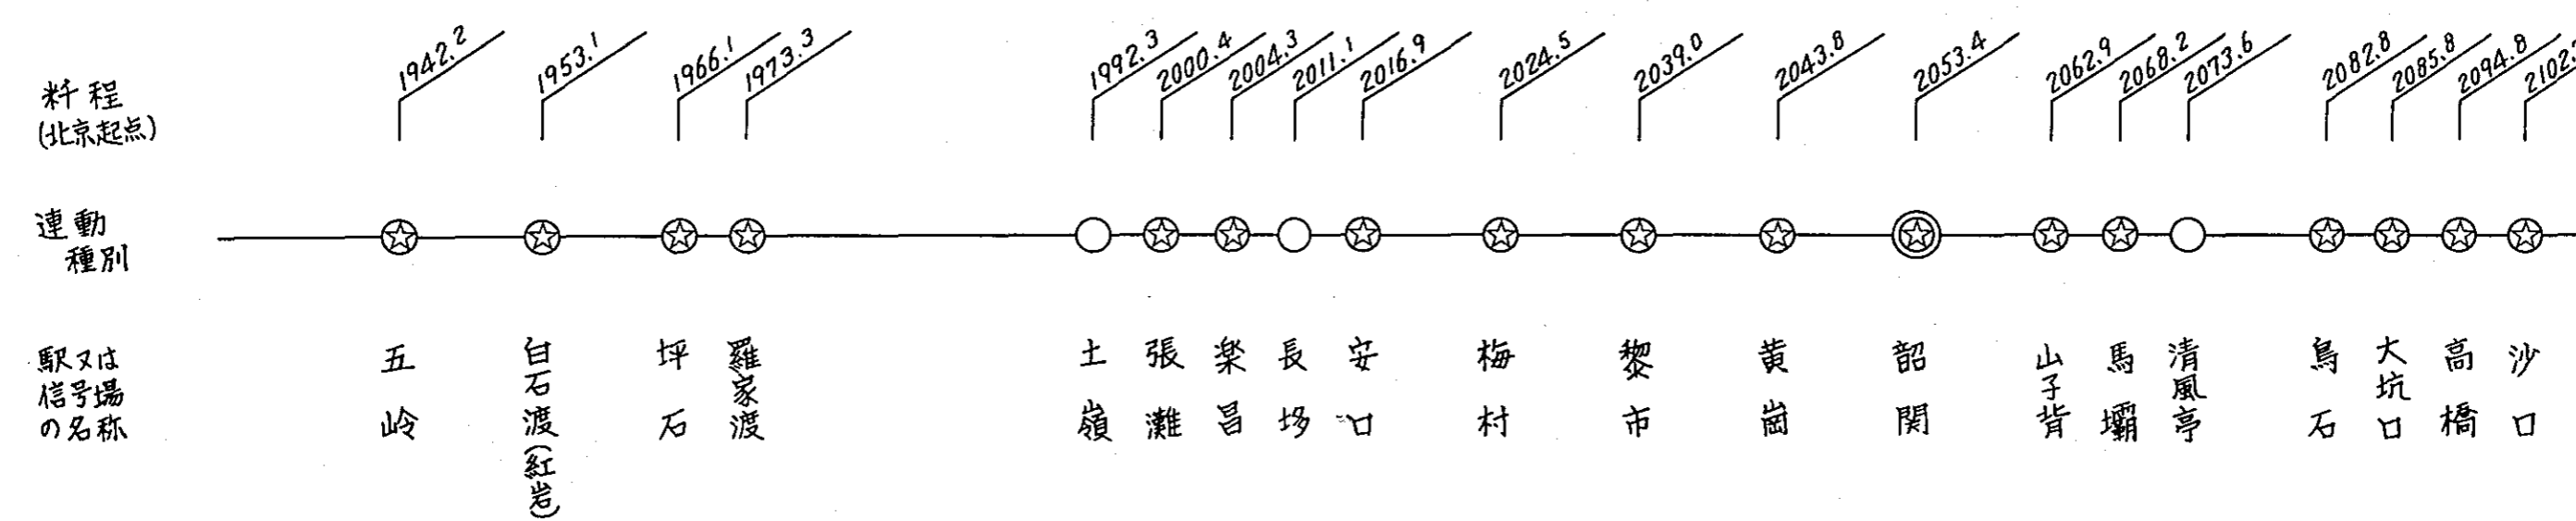 粁程
(北京起点)
1942.2
1953.1
1966.1
1973.3
1992.3
2000.4
2004.3
2011.1
2016.9
2024.5
2039.0
2043.8
2053.4
2062.9
2068.2
2073.6
2082.8
2085.8
2094.8
2102.
連動
種別
駅又は
信号場
の名称
五岭
白石渡(紅岩)
坪石
羅家渡
土嶺
張灘
楽昌
長
安口
梅村
黎市
黄崗
韶関
山子背
馬壩
清風亭
烏石
大坑口
高橋
沙口